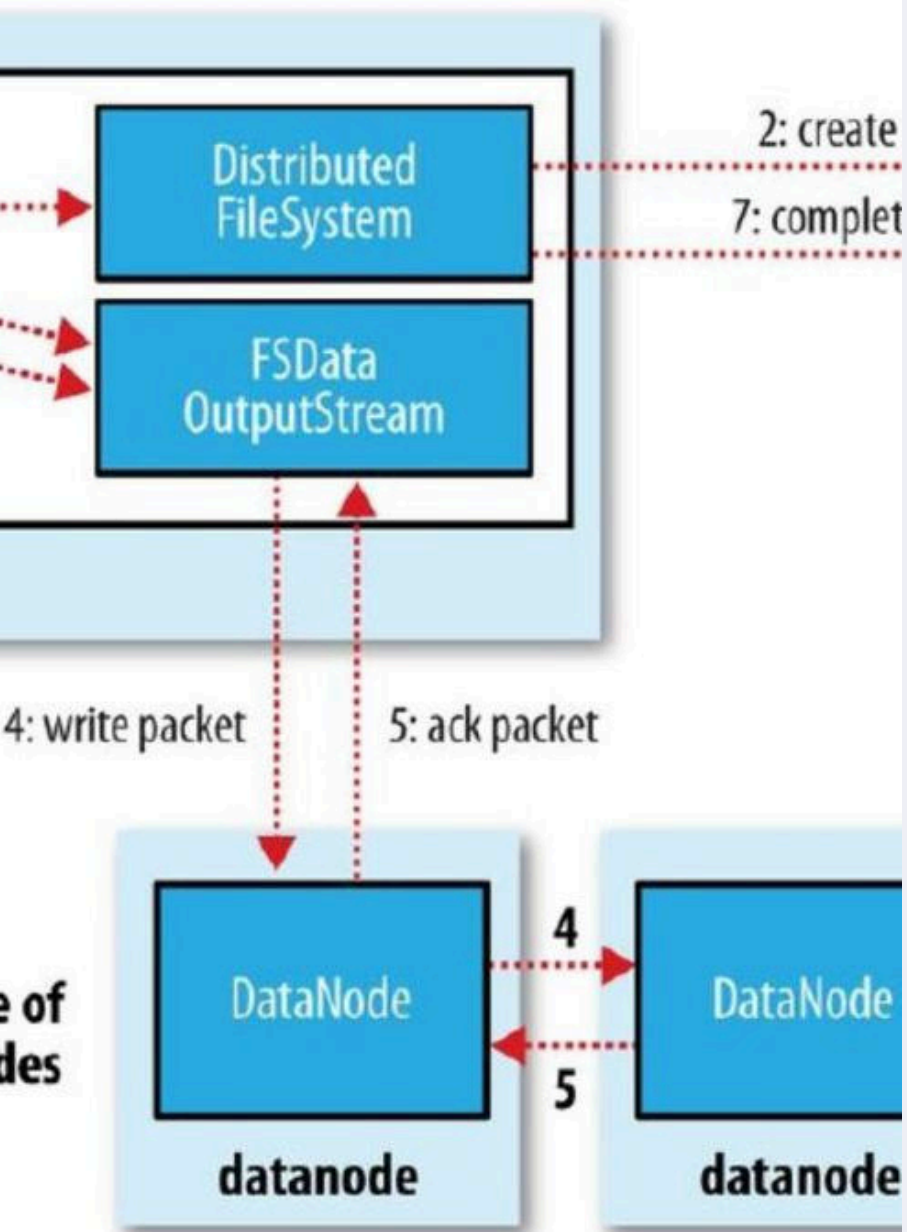 Distributed
FileSystem
2: create
7: complet
FSData
OutputStream
4: write packet
5: ack packet
4
DataNode
DataNode
5
e of
des
datanode
datanode